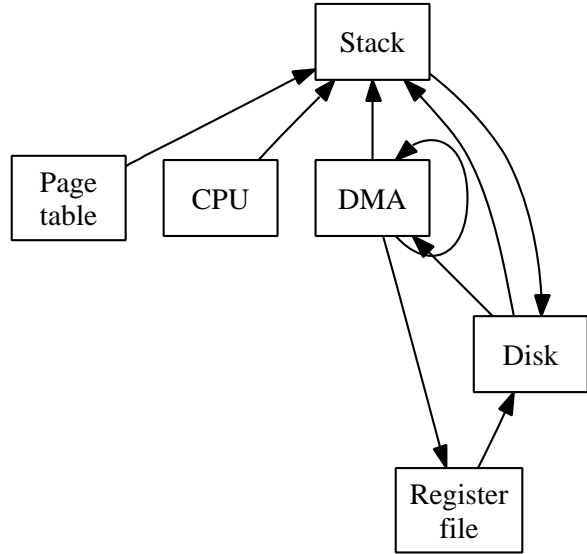 Stack
Page
table
CPU
DMA
Disk
Register
file